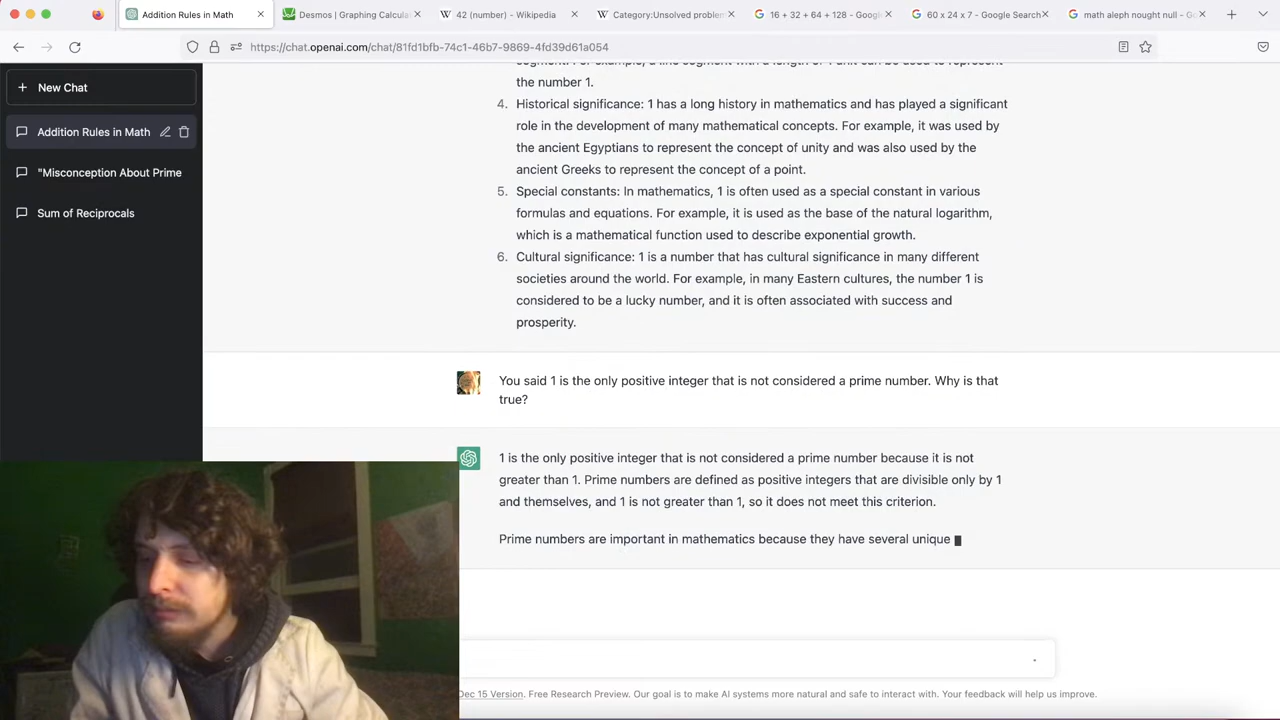 Addition Rules in Math
Desmos | Graphing Calcula
42 (number) - Wikipedia
Category:Unsolved problem
16 + 32 + 64 + 128 - Googl
60 x 24 x 7 - Google Search
math aleph nought null - Go
https://chat.openai.com/chat/81fd1bfb-74c1-46b7-9869-4fd39d61a054
New Chat
Addition Rules in Math
"Misconception About Prime
Sum of Reciprocals
the number 1.
4. Historical significance: 1 has a long history in mathematics and has played a significant
role in the development of many mathematical concepts. For example, it was used by
the ancient Egyptians to represent the concept of unity and was also used by the
ancient Greeks to represent the concept of a point.
5. Special constants: In mathematics, 1 is often used as a special constant in various
formulas and equations. For example, it is used as the base of the natural logarithm,
which is a mathematical function used to describe exponential growth.
6. Cultural significance: 1 is a number that has cultural significance in many different
societies around the world. For example, in many Eastern cultures, the number 1 is
considered to be a lucky number, and it is often associated with success and
prosperity.
You said 1 is the only positive integer that is not considered a prime number. Why is that
true?
1 is the only positive integer that is not considered a prime number because it is not
greater than 1. Prime numbers are defined as positive integers that are divisible only by 1
and themselves, and 1 is not greater than 1, so it does not meet this criterion.
Prime numbers are important in mathematics because they have several unique
Dec 15 Version. Free Research Preview. Our goal is to make AI systems more natural and safe to interact with. Your feedback will help us improve.